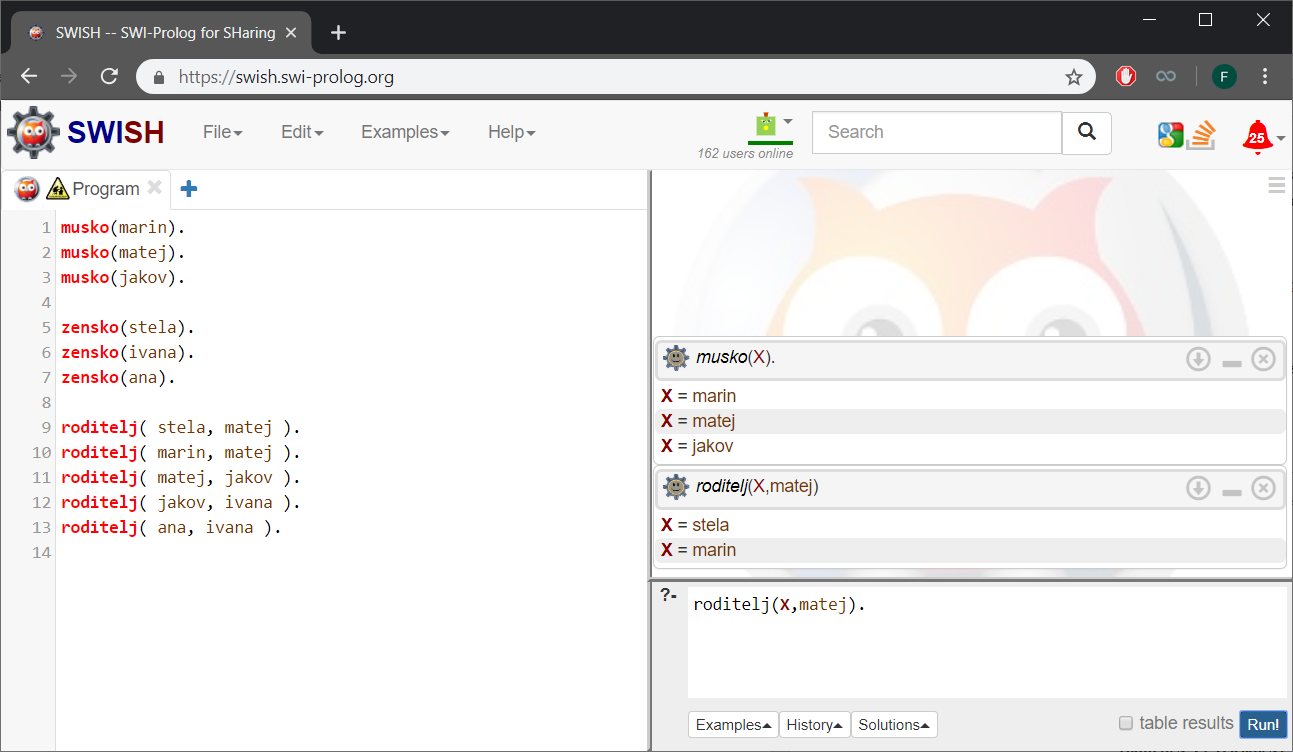 SWISH -- SWI-Prolog for SHaring
https://swish.swi-prolog.org
F
SWISH File Edit Examples Help
162 users online
Search
25
Program
1 musko(marin).
2 musko(matej).
3 musko(jakov).
4
5 zensko(stela).
6 zensko(ivana).
7 zensko(ana).
8
9 roditelj( stela, matej ).
10 roditelj( marin, matej ).
11 roditelj( matej, jakov ).
12 roditelj( jakov, ivana ).
13 roditelj( ana, ivana ).
14
musko(X).
X = marin
X = matej
X = jakov
roditelj(X,matej)
X = stela
X = marin
?- roditelj(X,matej).
Examples History Solutions table results Run!